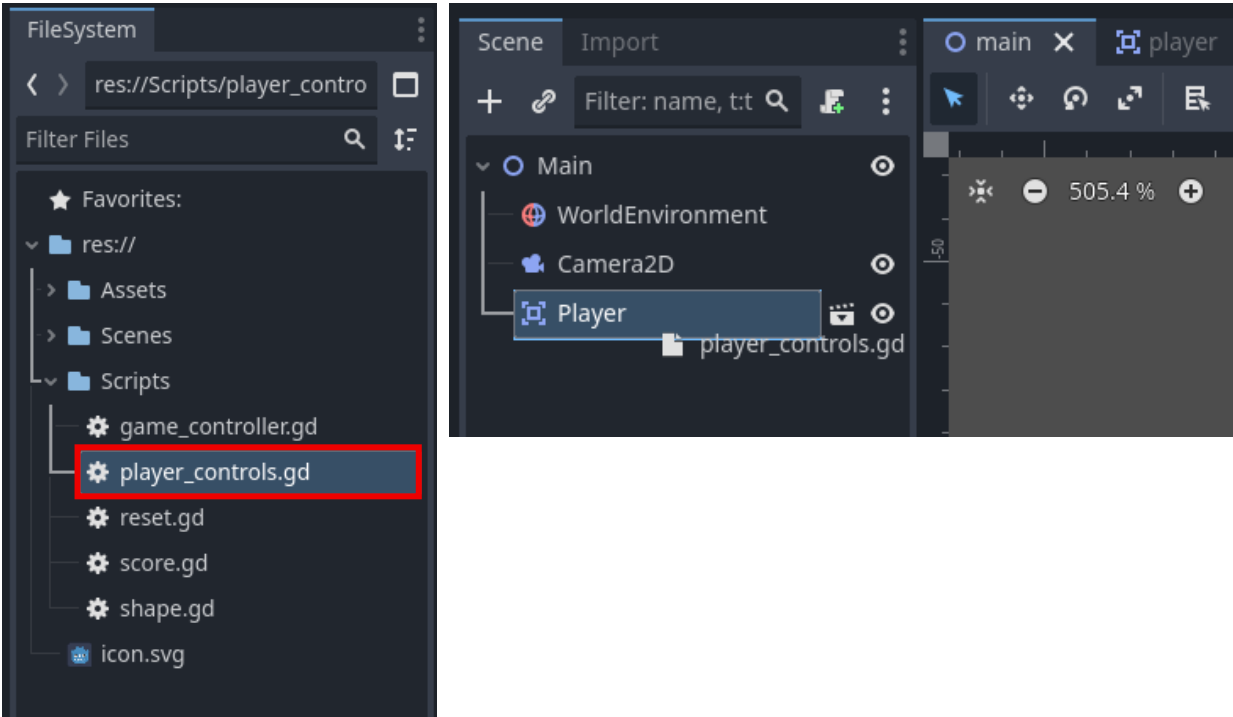 FileSystem
res://Scripts/player_contro
Filter Files
Favorites:
res://
Assets
Scenes
Scripts
game_controller.gd
player_controls.gd
reset.gd
score.gd
shape.gd
icon.svg
Scene Import
Filter: name, t:t
Main
WorldEnvironment
Camera2D
Player
player_controls.gd
main player
505.4 %
-50